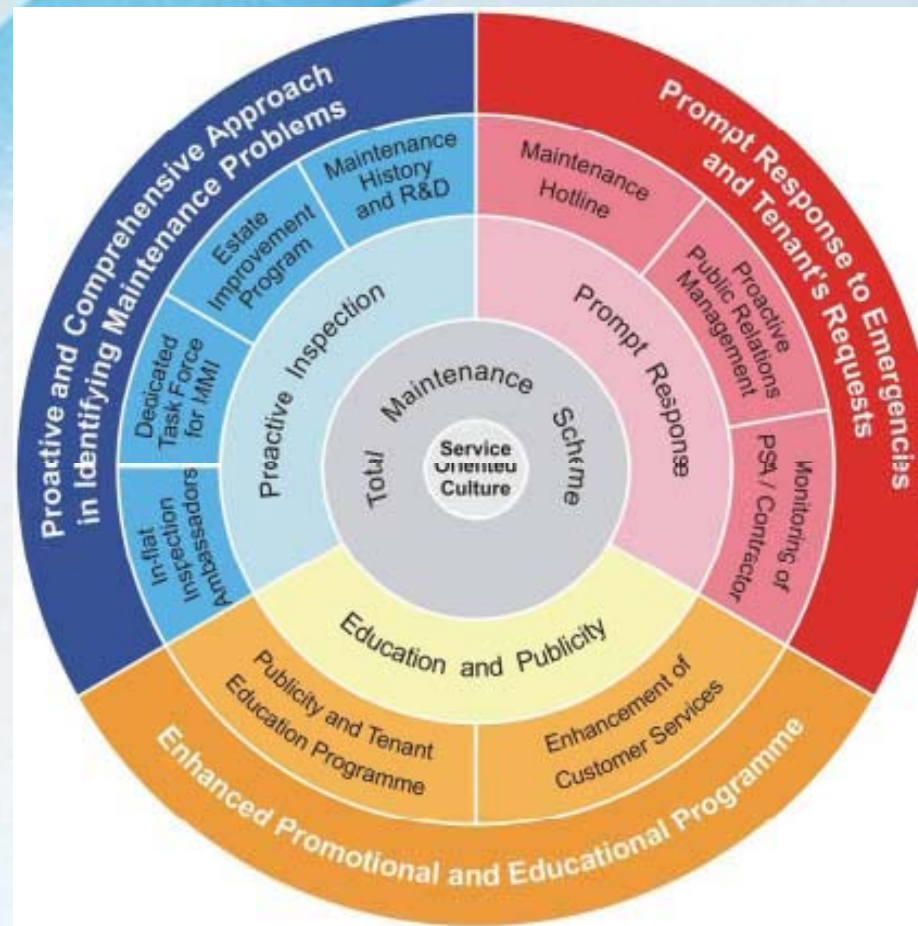 Proactive and Comprehensive Approach
in Identifying Maintenance Problems
Prompt Response to Emergencies
and Tenant's Requests
Enhanced Promotional and Educational Programme
In-flat
Inspection
Ambassadors
Dedicated
Task Force
for MMI
Estate
Improvement
Program
Maintenance
History
and R&D
Maintenance
Hotline
Proactive
Public Relations
Management
Monitoring of
PSA / Contractor
Publicity and Tenant
Education Programme
Enhancement of
Customer Services
Proactive Inspection
Prompt Response
Education and Publicity
Total Maintenance Scheme
Service
Oriented
Culture